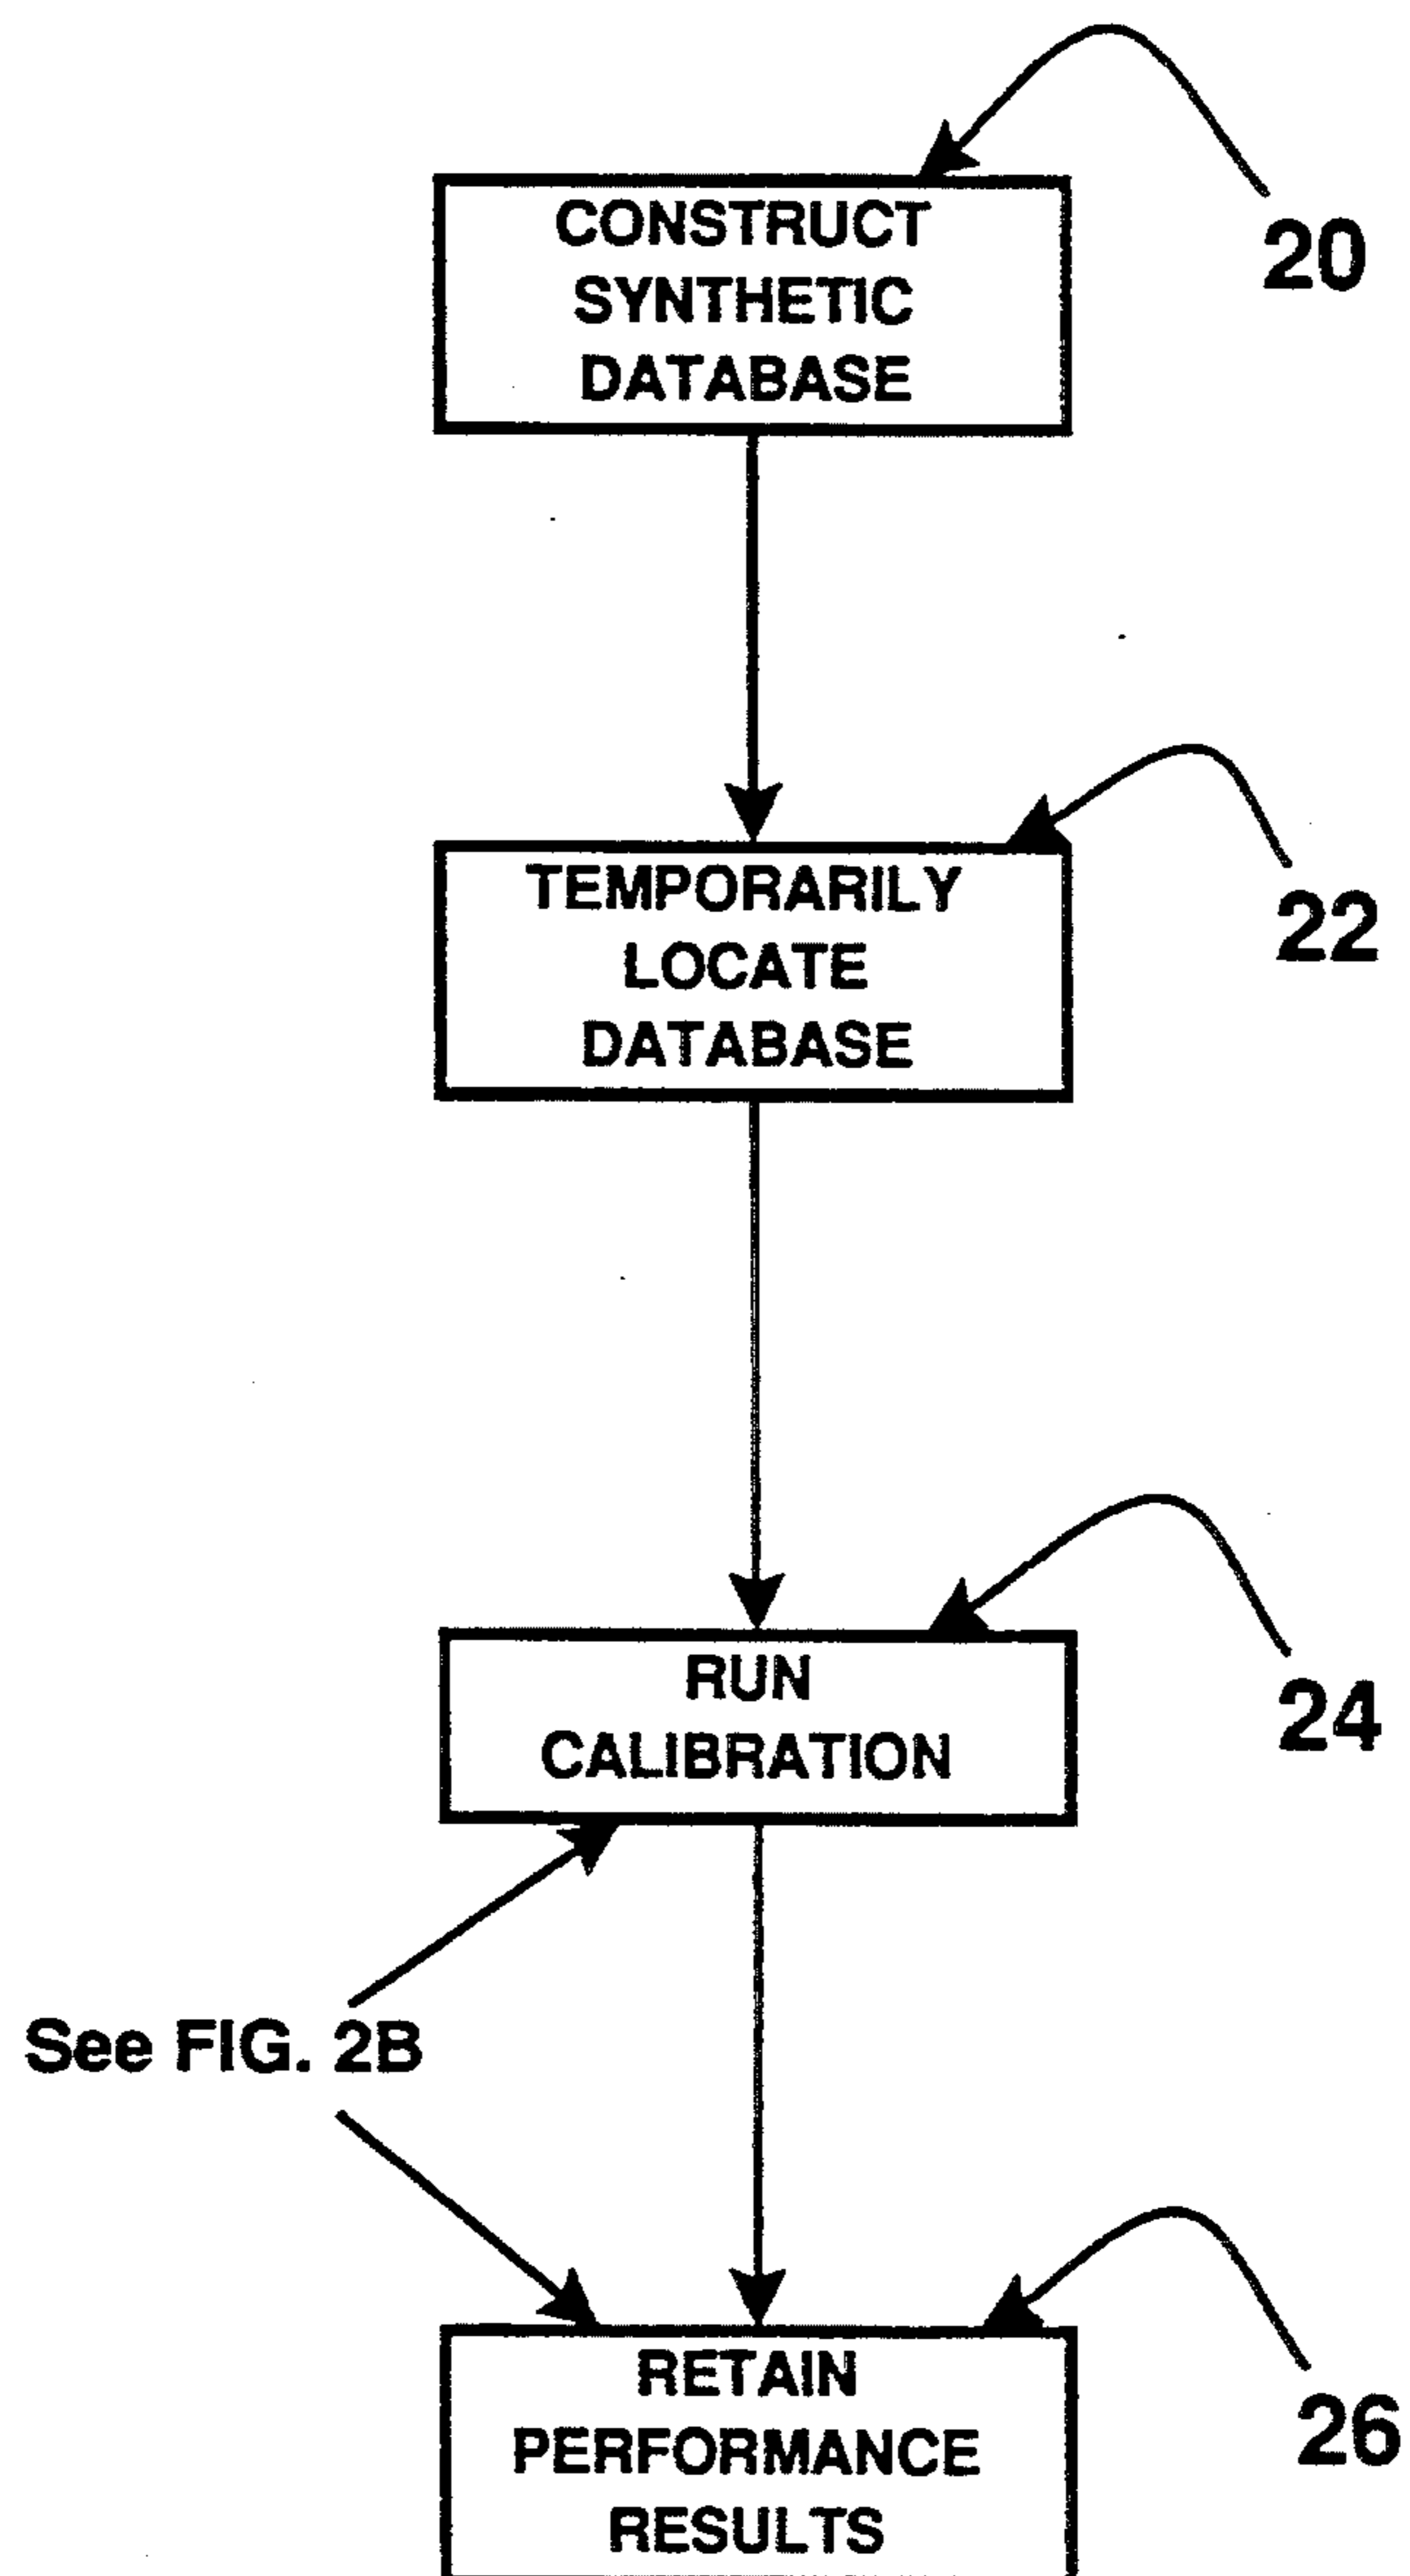 CONSTRUCT
SYNTHETIC
DATABASE
20
TEMPORARILY
LOCATE
DATABASE
22
RUN
CALIBRATION
24
See FIG. 2B
RETAIN
PERFORMANCE
RESULTS
26